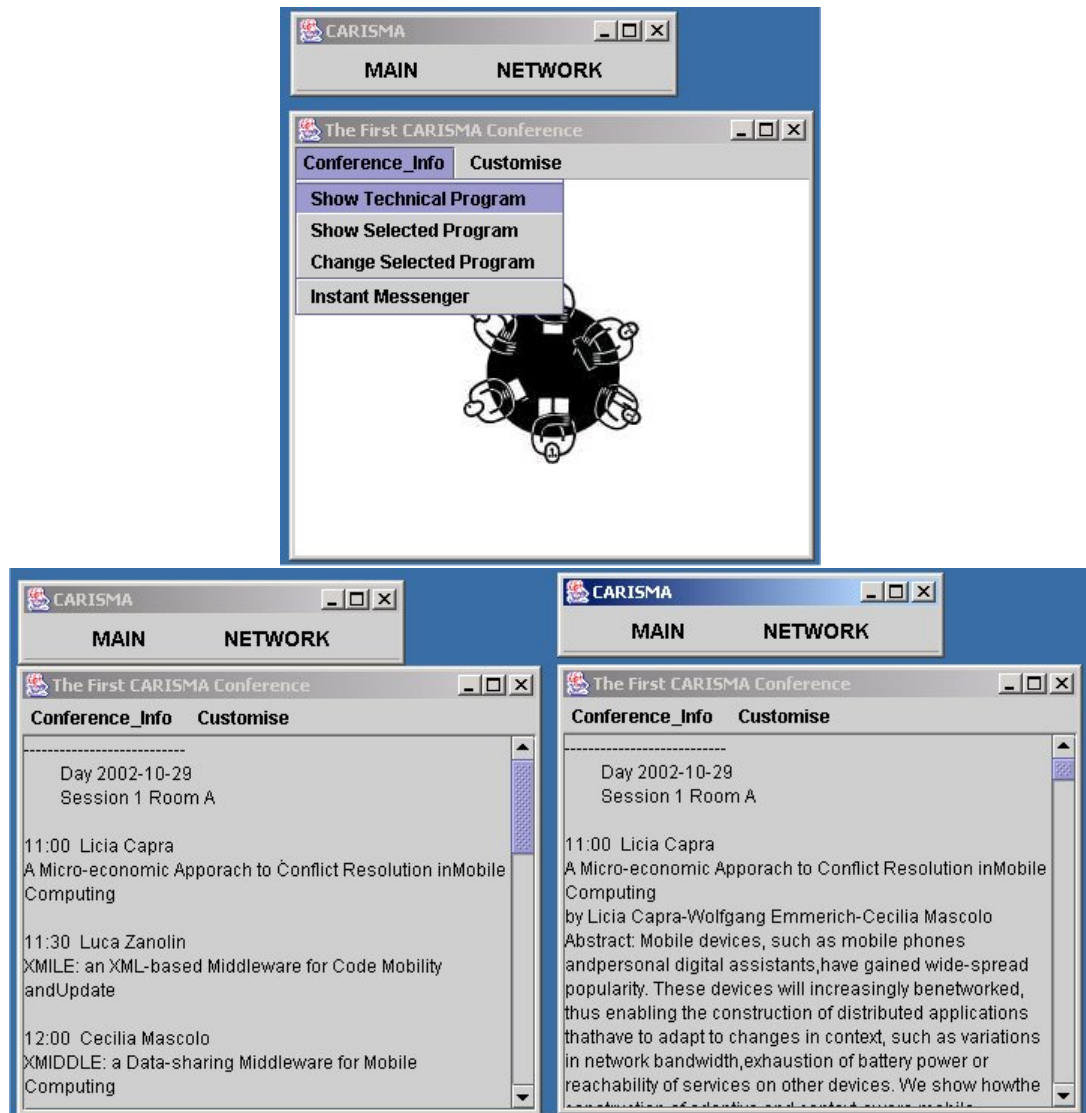 CARISMA
MAIN NETWORK
The First CARISMA Conference
Conference_Info Customise
Show Technical Program
Show Selected Program
Change Selected Program
Instant Messenger
CARISMA
MAIN NETWORK
The First CARISMA Conference
Conference_Info Customise
---------------------------
Day 2002-10-29
Session 1 Room A
11:00 Licia Capra
A Micro-economic Apporach to Conflict Resolution inMobile
Computing
11:30 Luca Zanolin
XMILE: an XML-based Middleware for Code Mobility
andUpdate
12:00 Cecilia Mascolo
XMIDDLE: a Data-sharing Middleware for Mobile
Computing
CARISMA
MAIN NETWORK
The First CARISMA Conference
Conference_Info Customise
---------------------------
Day 2002-10-29
Session 1 Room A
11:00 Licia Capra
A Micro-economic Apporach to Conflict Resolution inMobile
Computing
by Licia Capra-Wolfgang Emmerich-Cecilia Mascolo
Abstract: Mobile devices, such as mobile phones
andpersonal digital assistants,have gained wide-spread
popularity. These devices will increasingly benetworked,
thus enabling the construction of distributed applications
thathave to adapt to changes in context, such as variations
in network bandwidth,exhaustion of battery power or
reachability of services on other devices. We show howthe